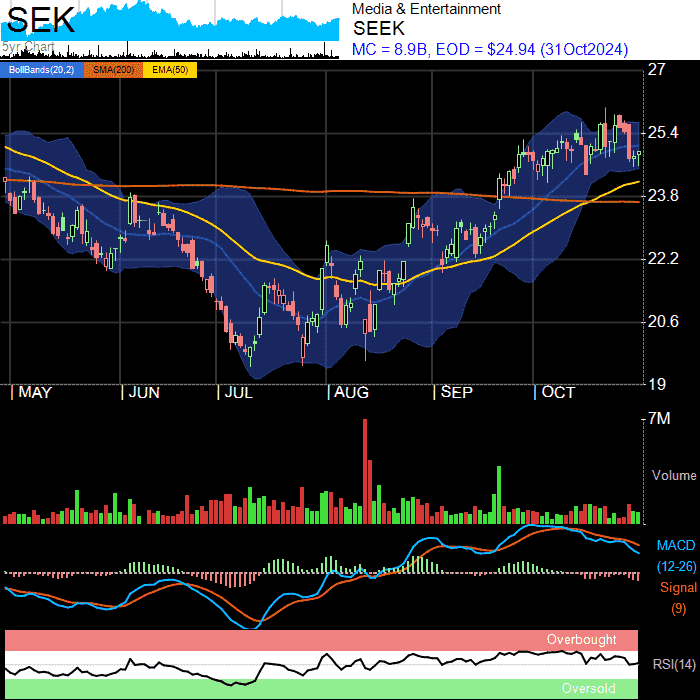 SEK
5yr Chart
Media & Entertainment
SEEK
MC = 8.9B, EOD = $24.94 (31Oct2024)
BollBands(20,2) SMA(200) EMA(50)
27
25.4
23.8
22.2
20.6
19
MAY JUN JUL AUG SEP OCT
7M
Volume
MACD
(12-26)
Signal
(9)
Overbought
RSI(14)
Oversold